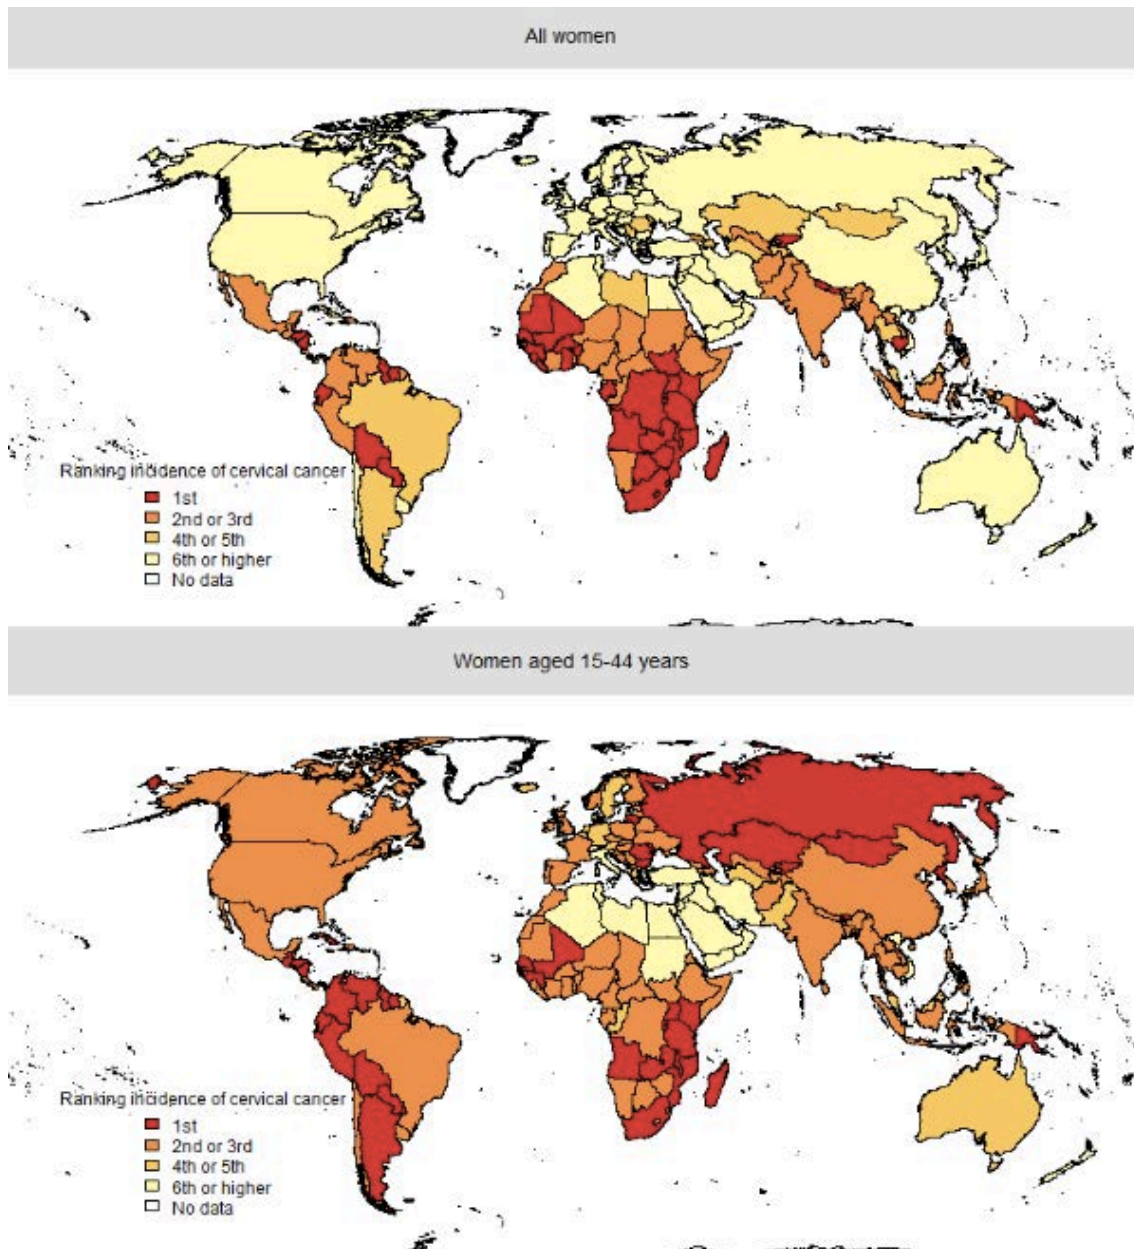 All women
Ranking incidence of cervical cancer
1st
2nd or 3rd
4th or 5th
6th or higher
No data
Women aged 15-44 years
Ranking incidence of cervical cancer
1st
2nd or 3rd
4th or 5th
6th or higher
No data